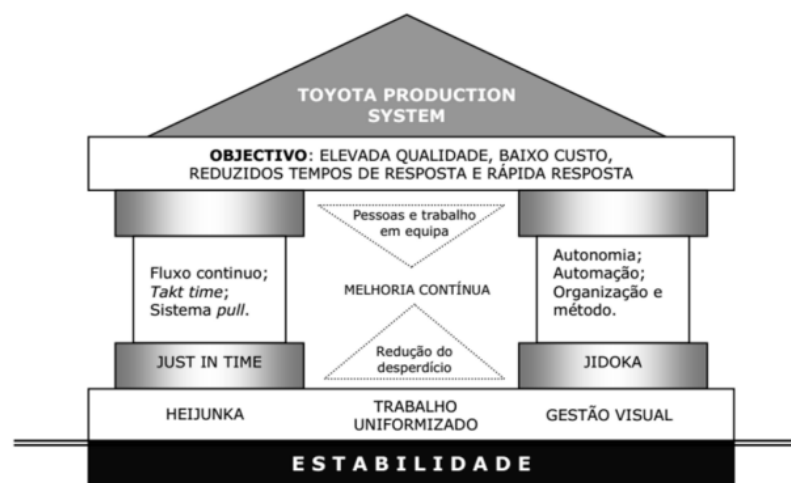 TOYOTA PRODUCTION
SYSTEM
OBJECTIVO: ELEVADA QUALIDADE, BAIXO CUSTO,
REDUZIDOS TEMPOS DE RESPOSTA E RÁPIDA RESPOSTA
Fluxo continuo;
Takt time;
Sistema pull.
JUST IN TIME
Pessoas e trabalho
em equipa
MELHORIA CONTÍNUA
Redução do
desperdício
Autonomia;
Automação;
Organização e
método.
JIDOKA
HEIJUNKA
TRABALHO
UNIFORMIZADO
GESTÃO VISUAL
ESTABILIDADE